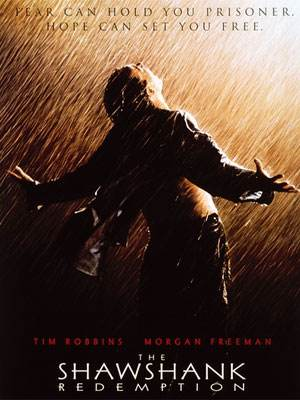 FEAR CAN HOLD YOU PRISONER.
HOPE CAN SET YOU FREE.
TIM ROBBINS MORGAN FREEMAN
THE
SHAWSHANK
REDEMPTION